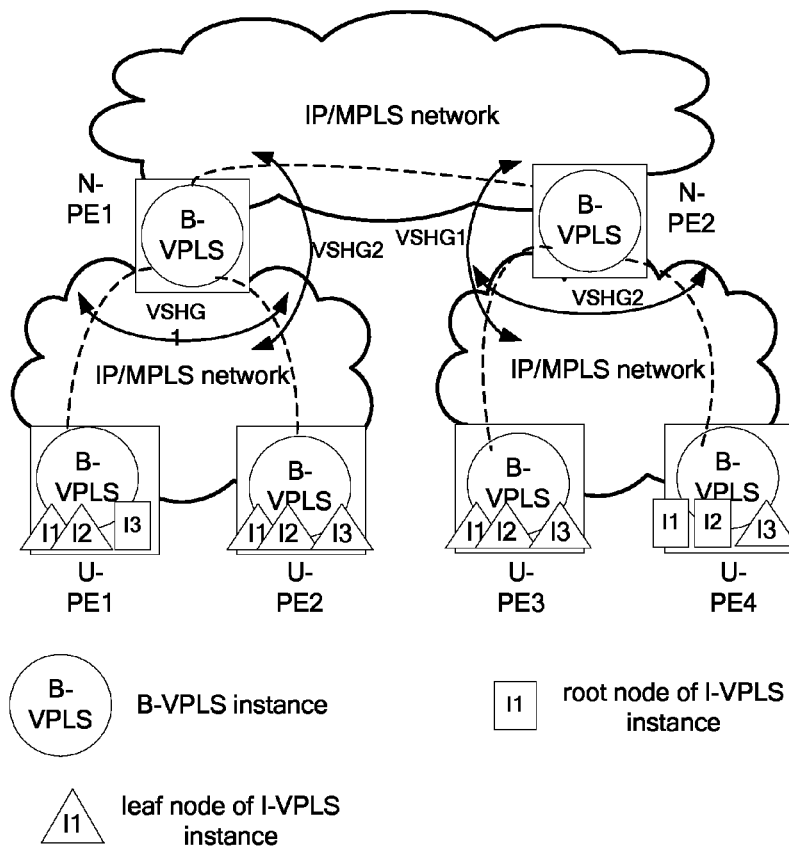 IP/MPLS network
N-
PE1
B-
VPLS
VSHG2
VSHG1
B-
VPLS
N-
PE2
VSHG
1
VSHG2
IP/MPLS network
IP/MPLS network
B-
VPLS
I1
I2
I3
B-
VPLS
I1
I2
I3
B-
VPLS
I1
I2
I3
B-
VPLS
I1
I2
I3
U-
PE1
U-
PE2
U-
PE3
U-
PE4
B-
VPLS
B-VPLS instance
I1
root node of I-VPLS
instance
I1
leaf node of I-VPLS
instance